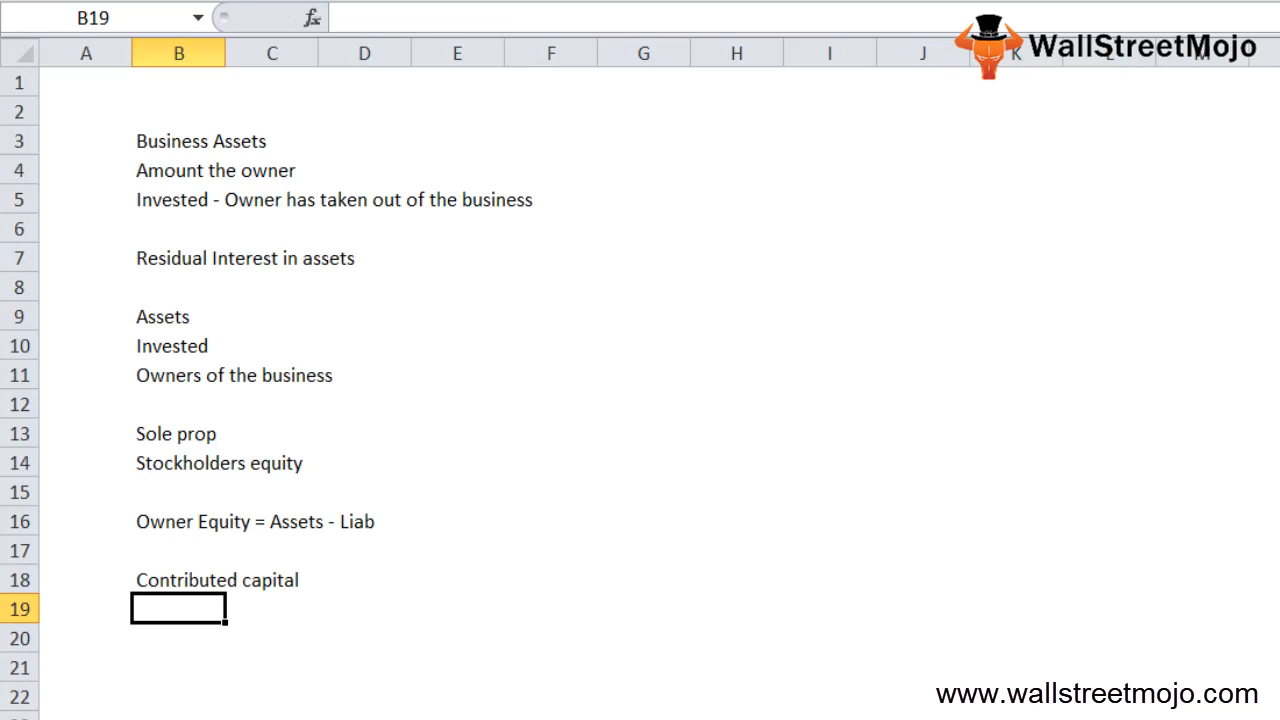 B19
fx
A B C D E F G H I J K L M
WallStreetMojo
1
2
3 Business Assets
4 Amount the owner
5 Invested - Owner has taken out of the business
6
7 Residual Interest in assets
8
9 Assets
10 Invested
11 Owners of the business
12
13 Sole prop
14 Stockholders equity
15
16 Owner Equity = Assets - Liab
17
18 Contributed capital
19
20
21
22
www.wallstreetmojo.com